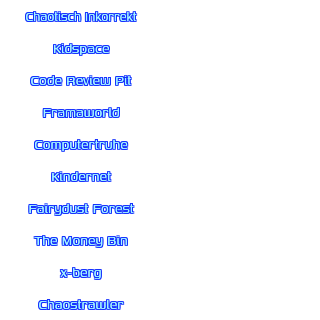 Chaotisch Inkorrekt
Kidspace
Code Review Pit
Framaworld
Computertruhe
Kindernet
Fairydust Forest
The Money Bin
x-berg
Chaostrawler